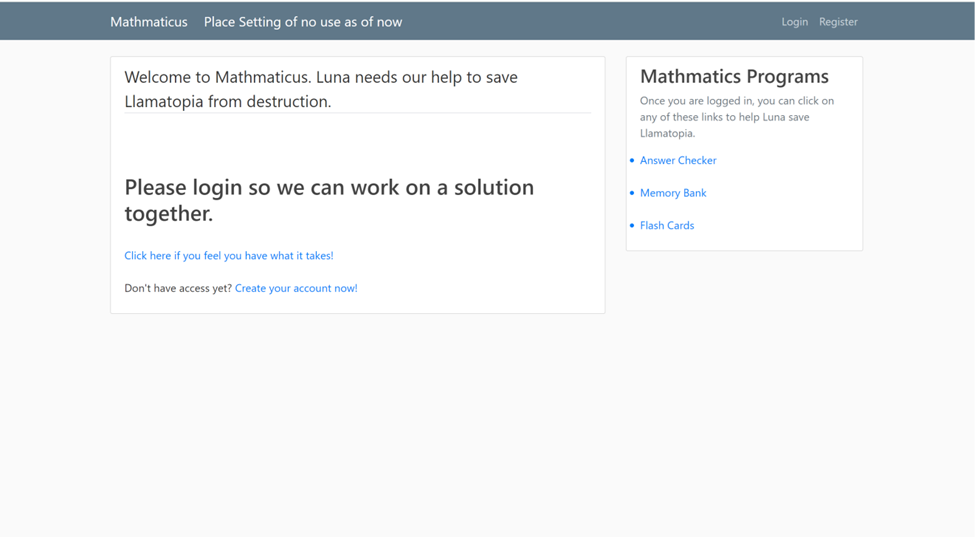 Mathmaticus Place Setting of no use as of now Login Register
Welcome to Mathmaticus. Luna needs our help to save
Llamatopia from destruction.
Please login so we can work on a solution
together.
Click here if you feel you have what it takes!
Don't have access yet? Create your account now!
Mathmatics Programs
Once you are logged in, you can click on
any of these links to help Luna save
Llamatopia.
Answer Checker
Memory Bank
Flash Cards